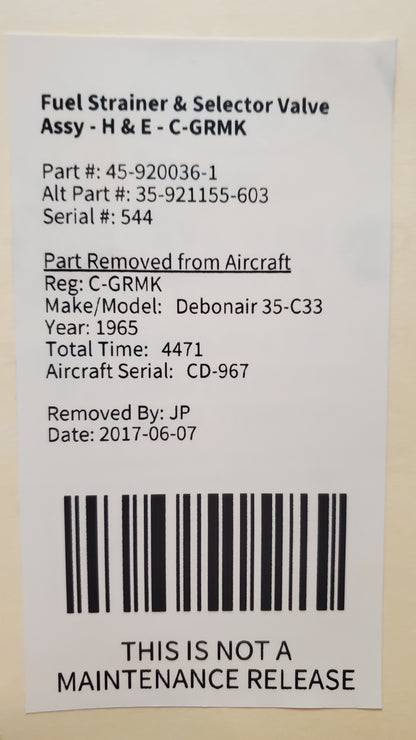 Fuel Strainer & Selector Valve
Assy - H & E - C-GRMK
Part #: 45-920036-1
Alt Part #: 35-921155-603
Serial #: 544
Part Removed from Aircraft
Reg: C-GRMK
Make/Model: Debonair 35-C33
Year: 1965
Total Time: 4471
Aircraft Serial: CD-967
Removed By: JP
Date: 2017-06-07
THIS IS NOT A
MAINTENANCE RELEASE